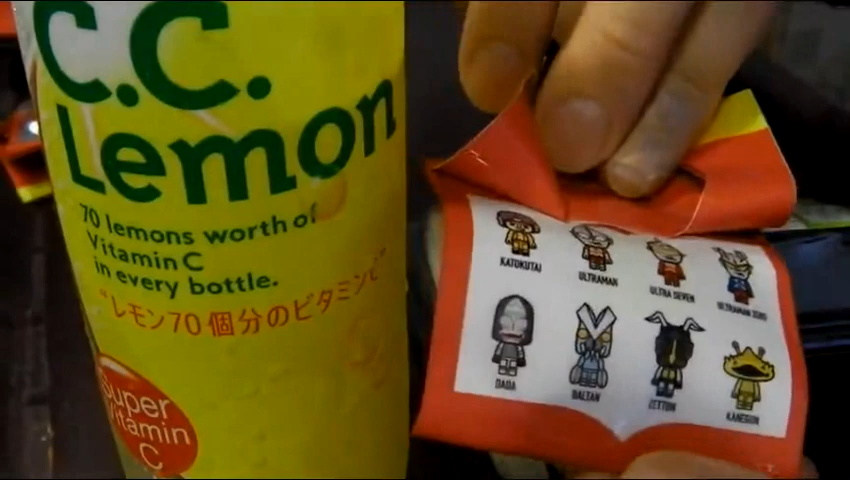 C.C.
Lemon
70 lemons worth of
Vitamin C
in every bottle.
"レモン70個分のビタミンC"
Super
Vitamin
C
KATOKUTAI
ULTRAMAN
ULTRA SEVEN
ULTRAMAN ZERO
DADA
BALTAN
ZETTON
KANEGON